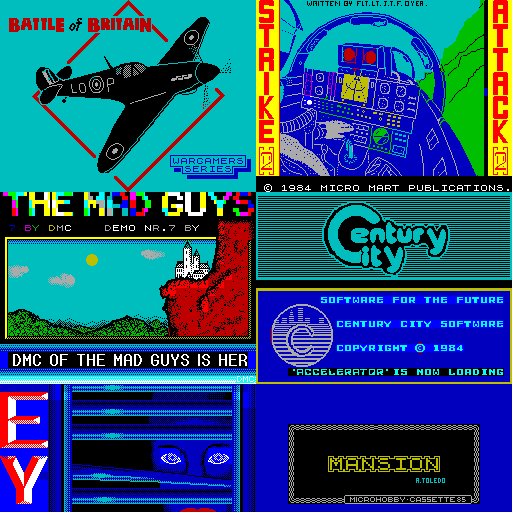 BATTLE of BRITAIN
LO P
WARGAMERS
SERIES
WRITTEN BY FLT.LT.I.T.F.DYER.
STRIKE
ATTACK
© 1984 MICRO MART PUBLICATIONS.
THE MAD GUYS
7 BY DMC DEMO NR.7 BY
DMC OF THE MAD GUYS IS HER
DMC
Century
City
SOFTWARE FOR THE FUTURE
CENTURY CITY SOFTWARE
COPYRIGHT © 1984
'ACCELERATOR' IS NOW LOADING
EY
MANSION
A.TOLEDO
MICROHOBBY-CASSETTE